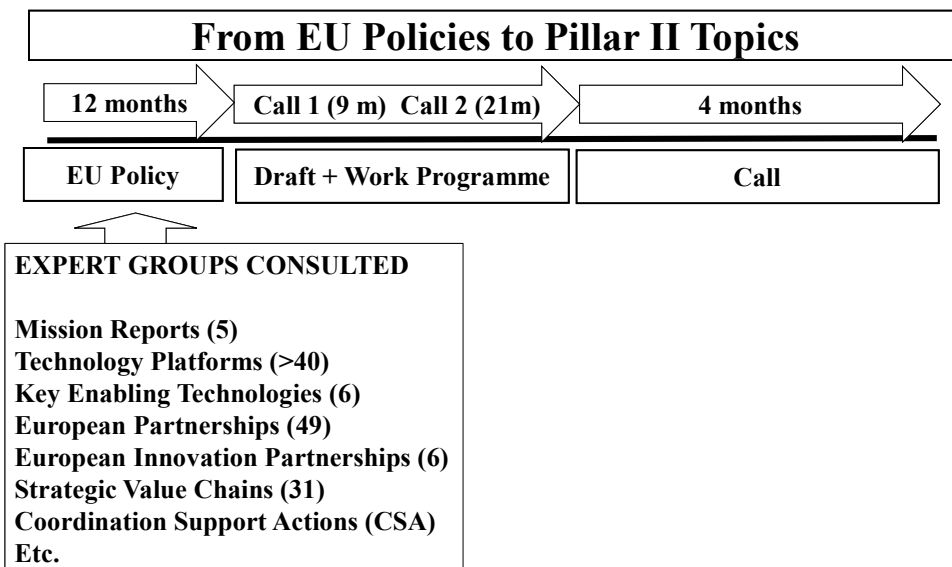 From EU Policies to Pillar II Topics
12 months
Call 1 (9 m) Call 2 (21m)
4 months
EU Policy
Draft + Work Programme
Call
EXPERT GROUPS CONSULTED
Mission Reports (5)
Technology Platforms (>40)
Key Enabling Technologies (6)
European Partnerships (49)
European Innovation Partnerships (6)
Strategic Value Chains (31)
Coordination Support Actions (CSA)
Etc.